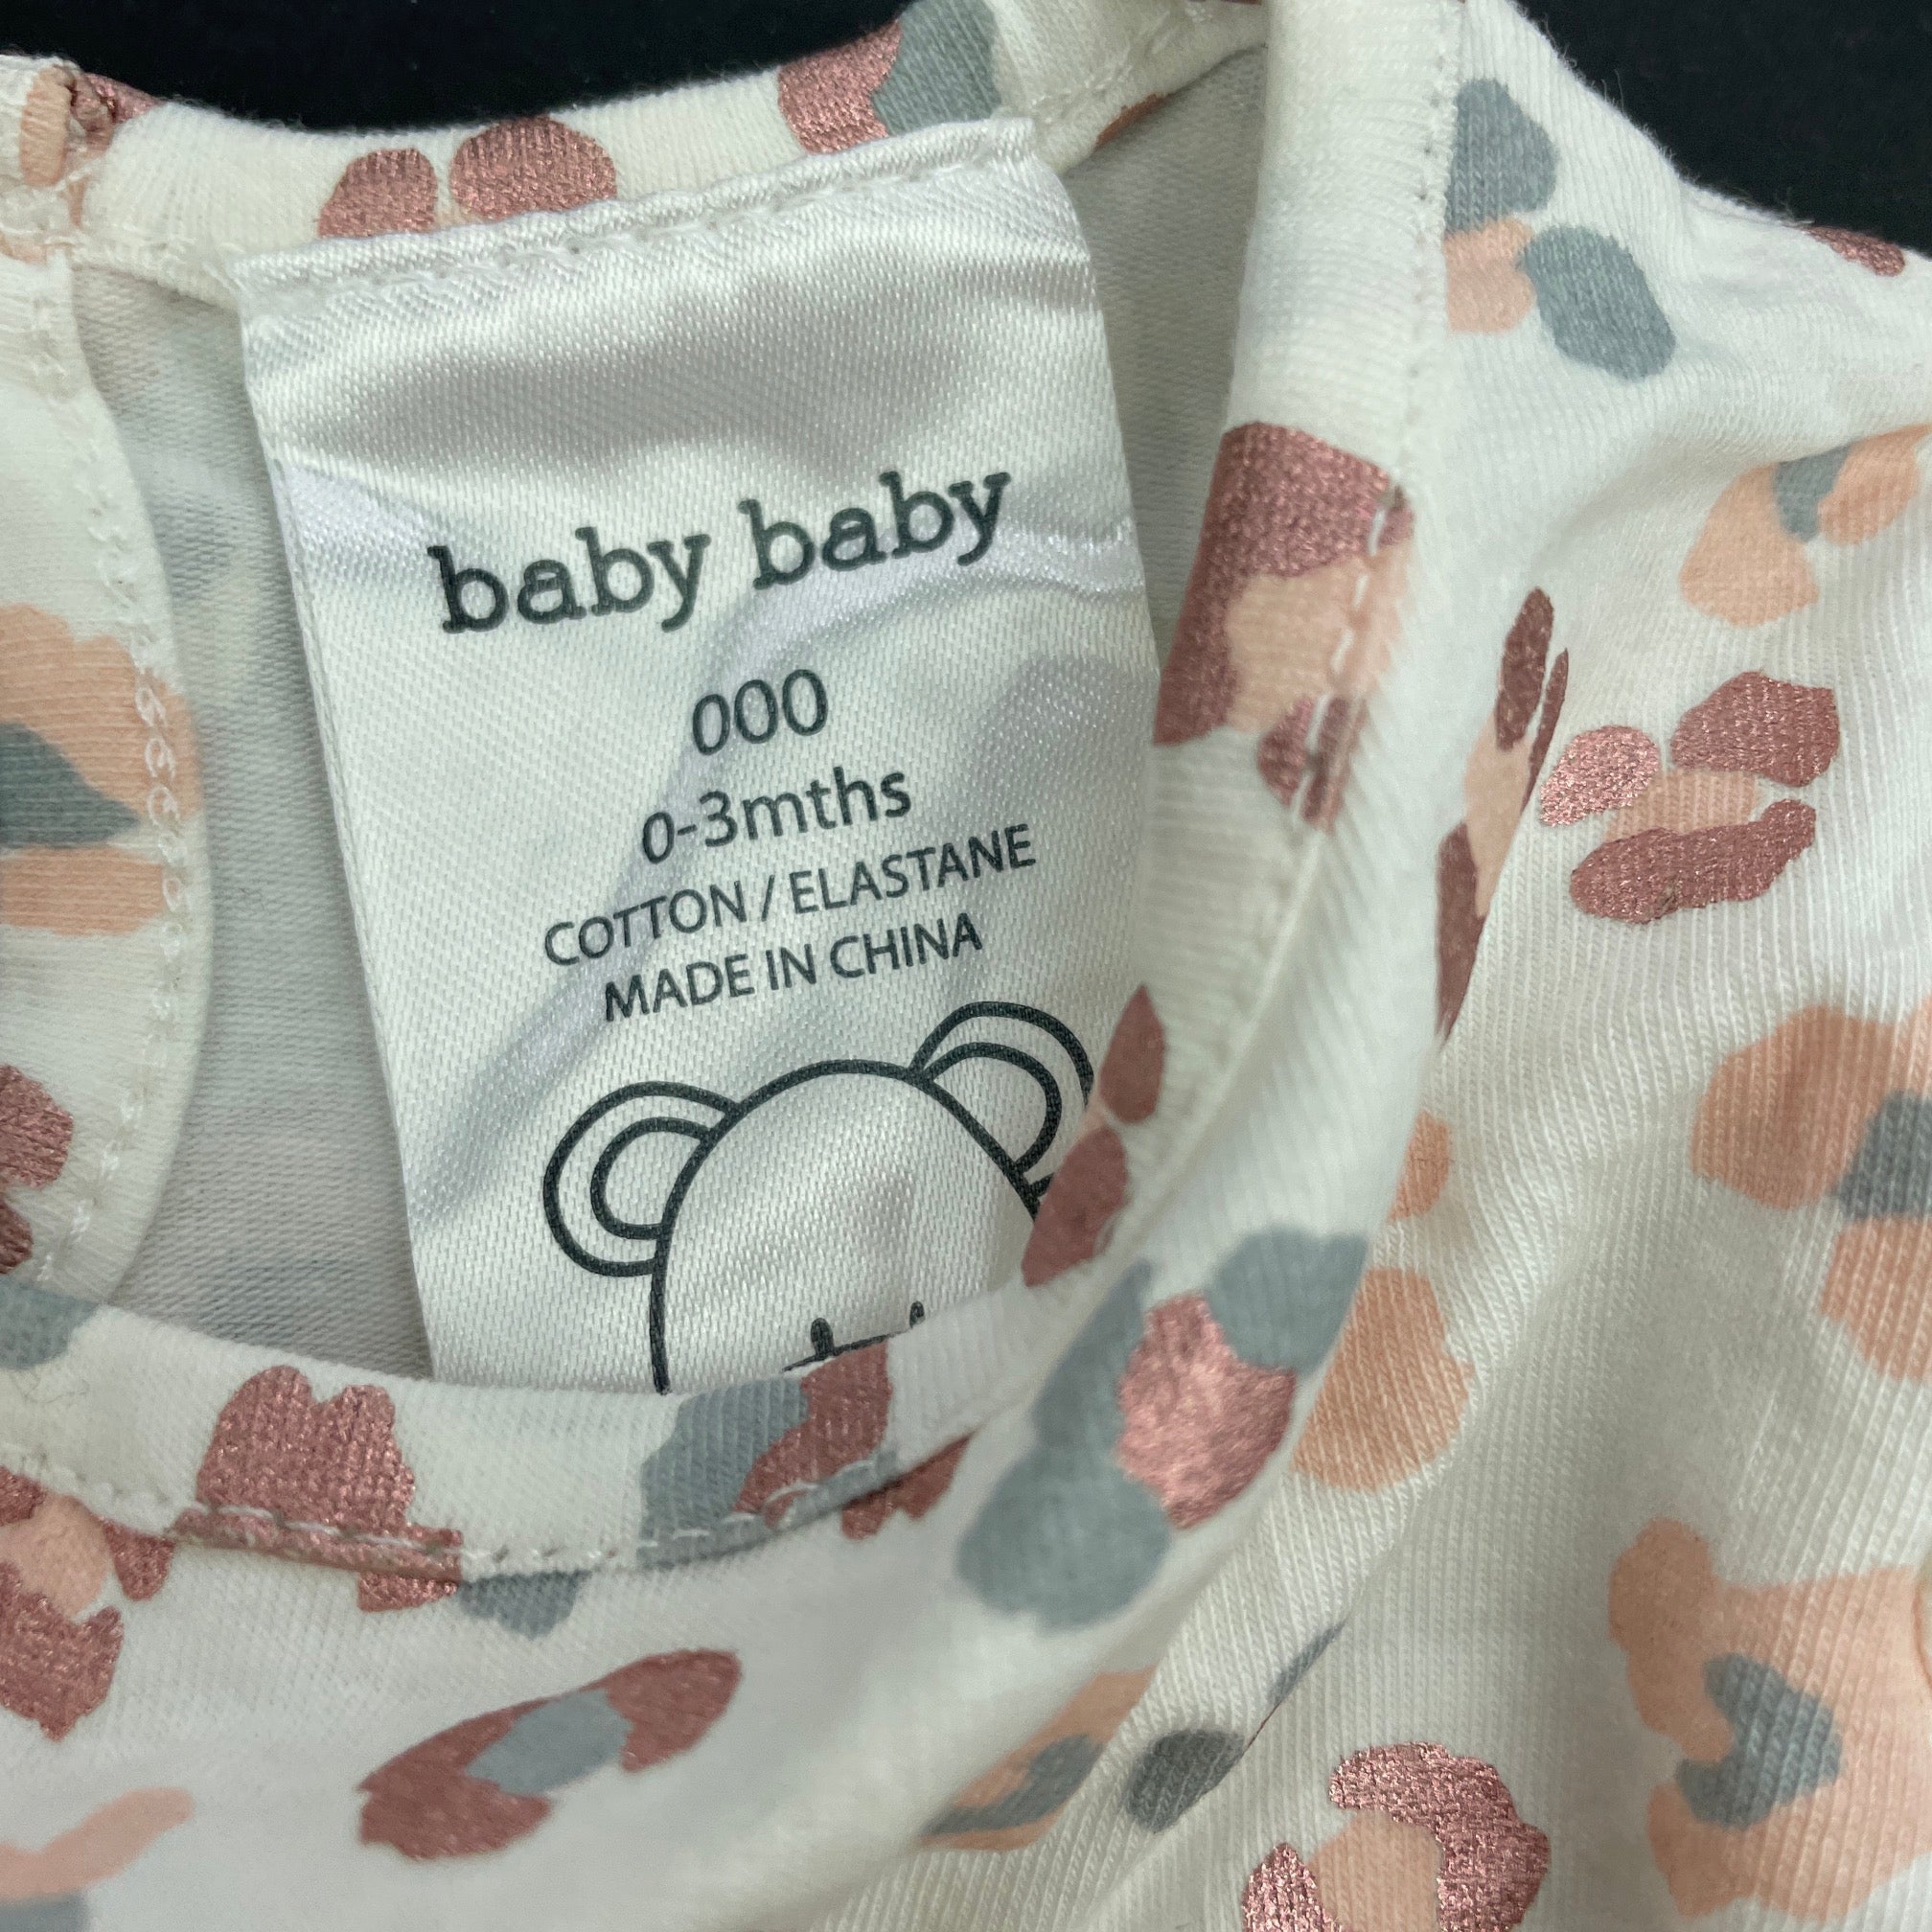 baby baby
000
0-3mths
COTTON / ELASTANE
MADE IN CHINA